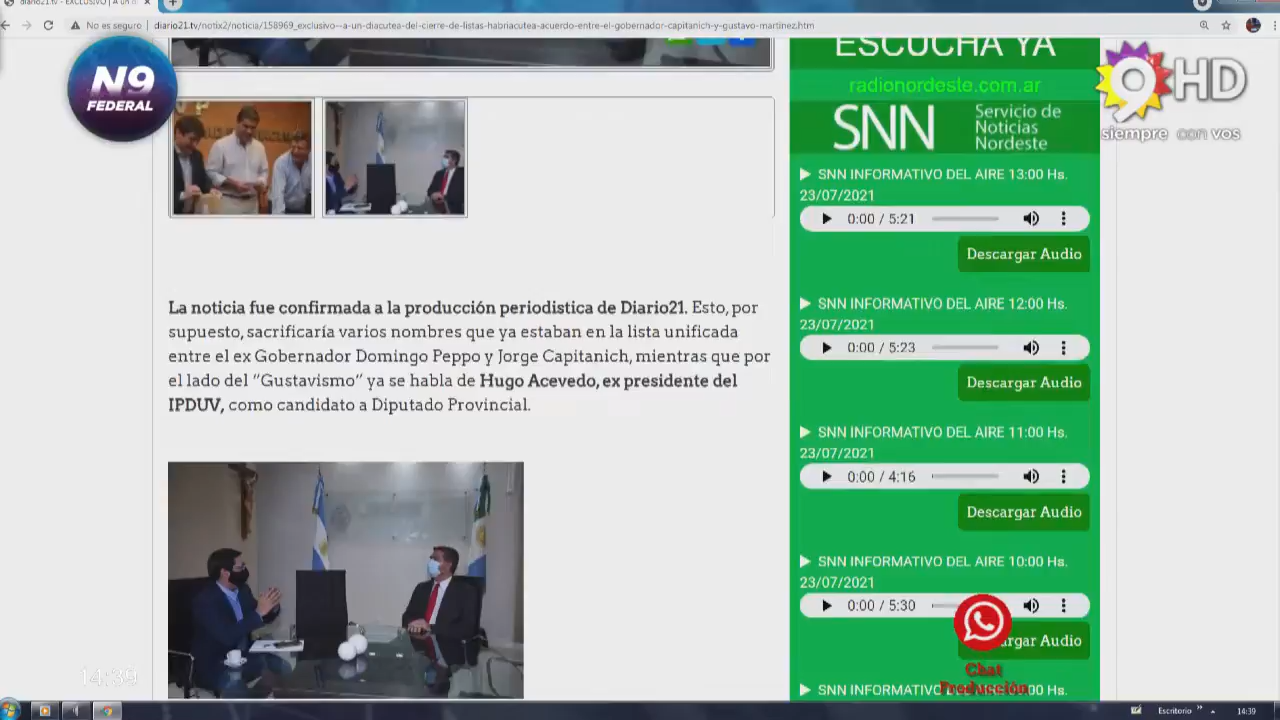 No es seguro
diario21.tv/notix2/noticia/158969_exclusivo--a-un-diacutea-del-cierre-de-listas-habriacutea-acuerdo-entre-el-gobernador-capitanich-y-gustavo-martinez.htm
N9
FEDERAL
9HD
siempre con vos
ESCUCHA YA
radionordeste.com.ar
SNN
Servicio de
Noticias
Nordeste
La noticia fue confirmada a la producción periodistica de Diario21. Esto, por
supuesto, sacrificaría varios nombres que ya estaban en la lista unificada
entre el ex Gobernador Domingo Peppo y Jorge Capitanich, mientras que por
el lado del “Gustavismo” ya se habla de Hugo Acevedo, ex presidente del
IPDUV, como candidato a Diputado Provincial.
SNN INFORMATIVO DEL AIRE 13:00 Hs.
23/07/2021
0:00 / 5:21
Descargar Audio
SNN INFORMATIVO DEL AIRE 12:00 Hs.
23/07/2021
0:00 / 5:23
Descargar Audio
SNN INFORMATIVO DEL AIRE 11:00 Hs.
23/07/2021
0:00 / 4:16
Descargar Audio
SNN INFORMATIVO DEL AIRE 10:00 Hs.
23/07/2021
0:00 / 5:30
Audio
Chat
Producción
SNN INFORMATIVO DEL AIRE
Hs.
14:39
Escritorio
14:39